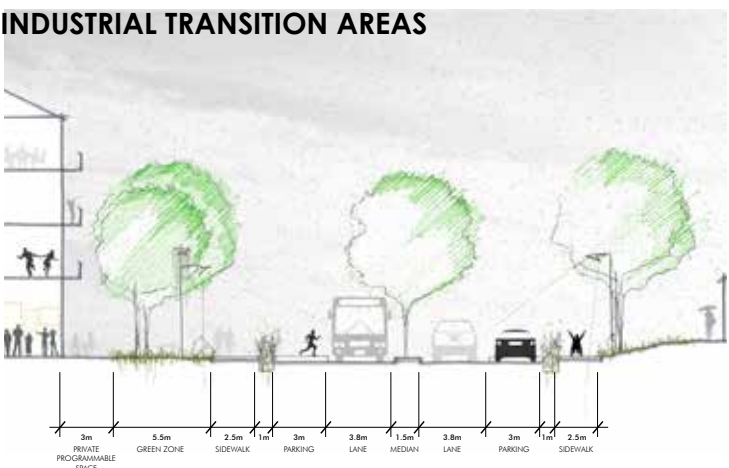 INDUSTRIAL TRANSITION AREAS
3m 5.5m 2.5m 1m 3m 3.8m 1.5m 3.8m 3m 1m 2.5m
PRIVATE GREEN ZONE SIDEWALK PARKING LANE MEDIAN LANE PARKING SIDEWALK
PROGRAMMABLE
SPACE